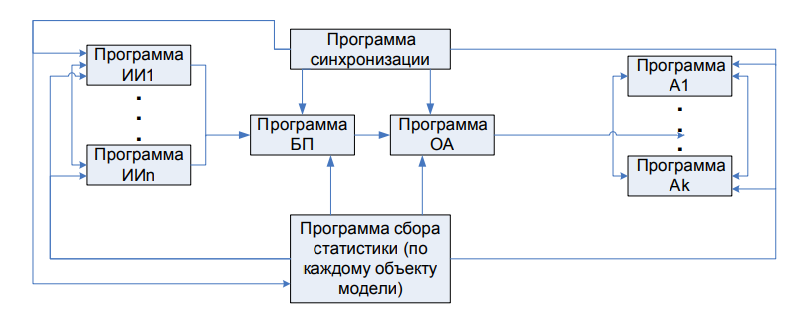 Программа
синхронизации
Программа
ИИ1
Программа
A1
Программа
БП
Программа
ОА
Программа
ИИn
Программа
Ak
Программа сбора
статистики (по
каждому объекту
модели)